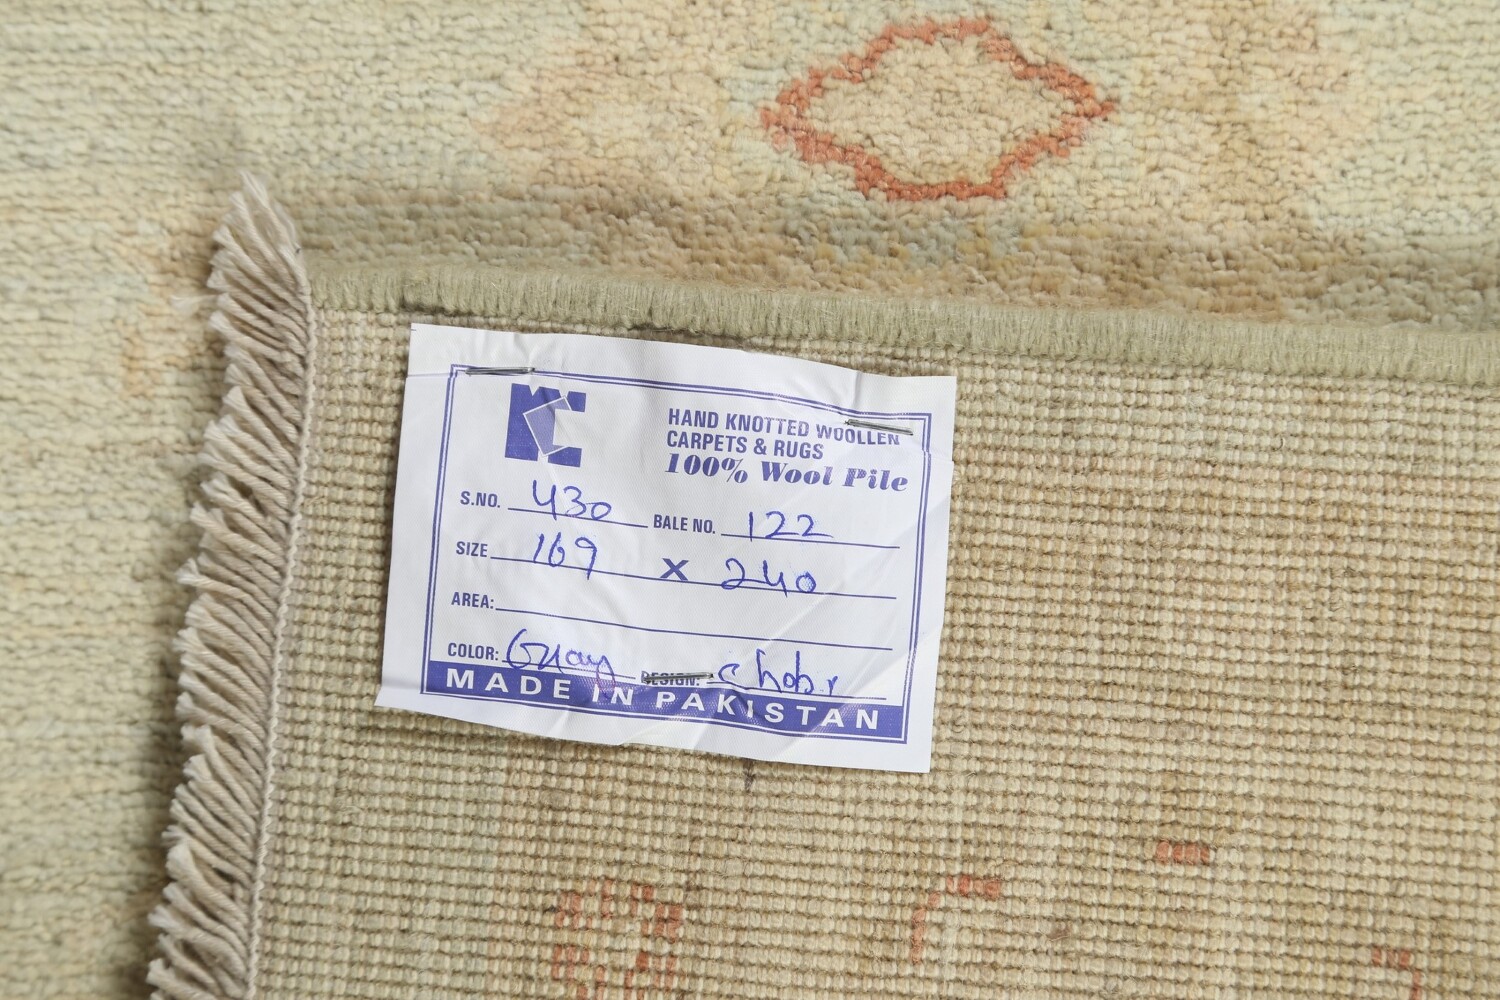 HAND KNOTTED WOOLLEN
CARPETS & RUGS
100% Wool Pile
S.NO. 430 BALE NO. 122
SIZE 169 X 240
AREA:
COLOR: Gray DESIGN: Chobi
MADE IN PAKISTAN